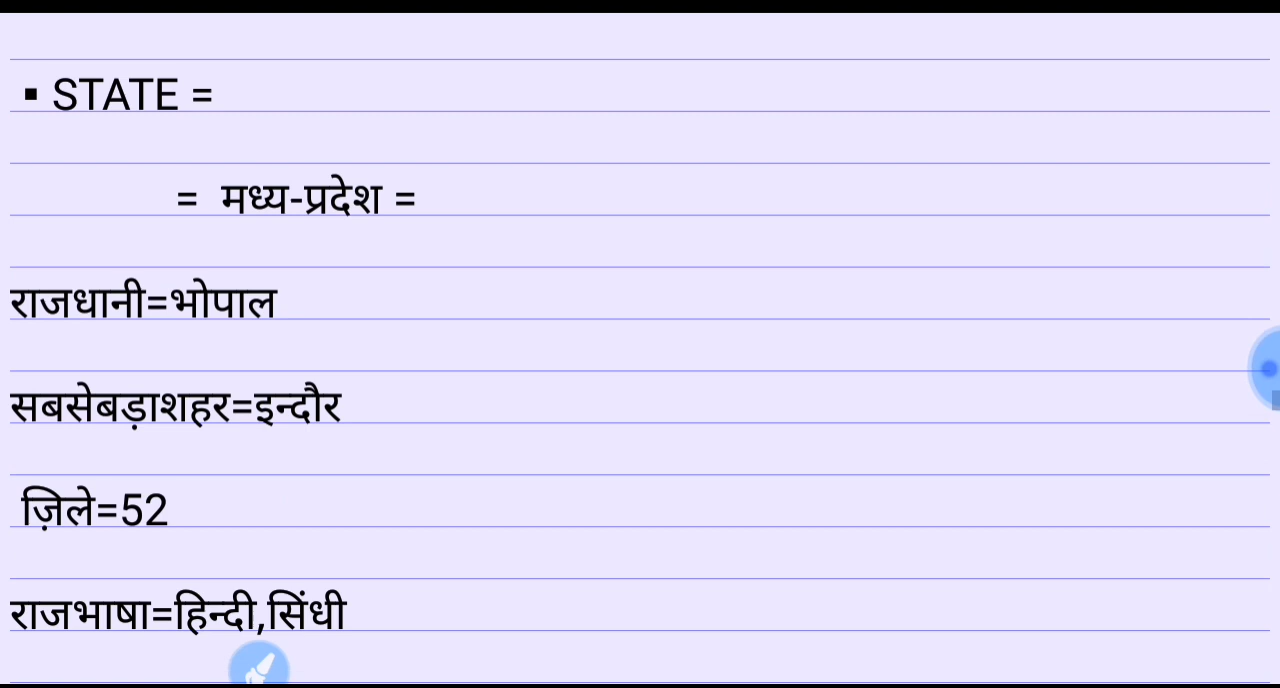 ▪ STATE =
= मध्य-प्रदेश =
राजधानी=भोपाल
सबसेबड़ाशहर=इन्दौर
ज़िले=52
राजभाषा=हिन्दी,सिंधी